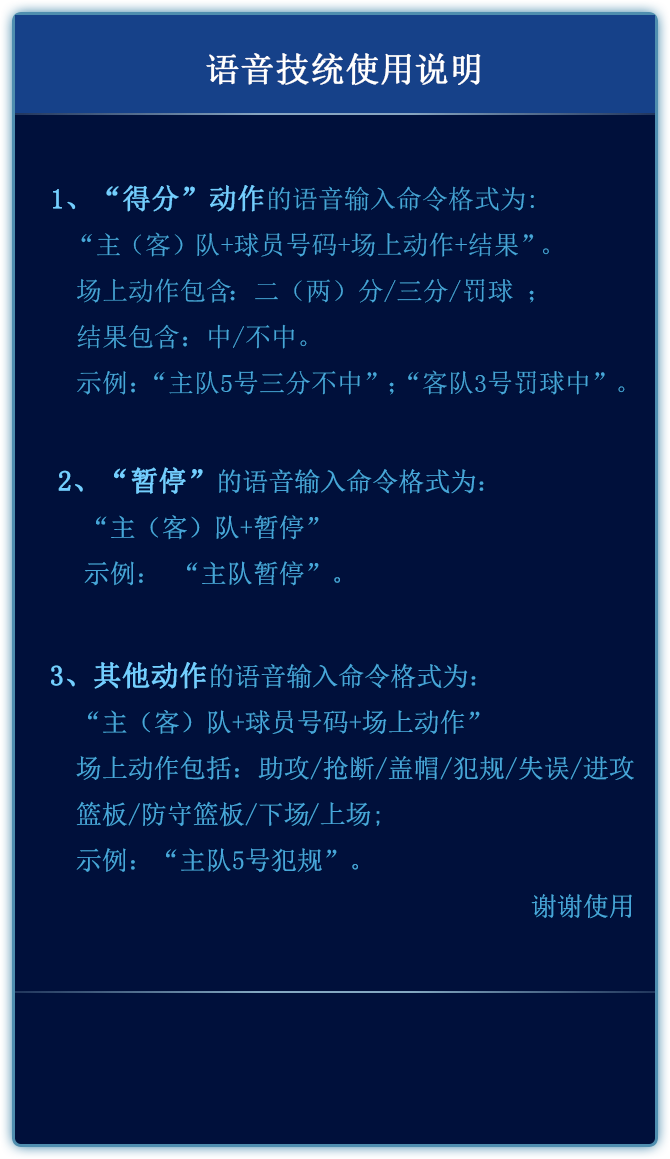 语音技统使用说明
1、“得分”动作的语音输入命令格式为:
“主（客）队+球员号码+场上动作+结果”。
场上动作包含: 二（两）分/三分/罚球 ；
结果包含: 中/不中。
示例:“主队5号三分不中”；“客队3号罚球中”。
2、“暂停”的语音输入命令格式为:
“主（客）队+暂停”
示例: “主队暂停”。
3、其他动作的语音输入命令格式为:
“主（客）队+球员号码+场上动作”
场上动作包括: 助攻/抢断/盖帽/犯规/失误/进攻
篮板/防守篮板/下场/上场;
示例: “主队5号犯规”。
谢谢使用